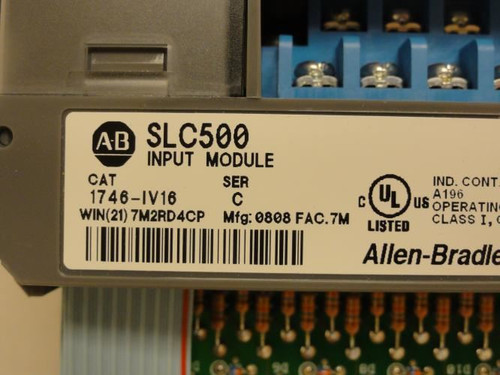 AB SLC500
INPUT MODULE
CAT SER
1746-IV16 C
WIN(21) 7M2RD4CP Mfg: 0808 FAC. 7M
C UL US
LISTED
IND. CONT.
A196
OPERATING
CLASS I,
Allen-Bradle